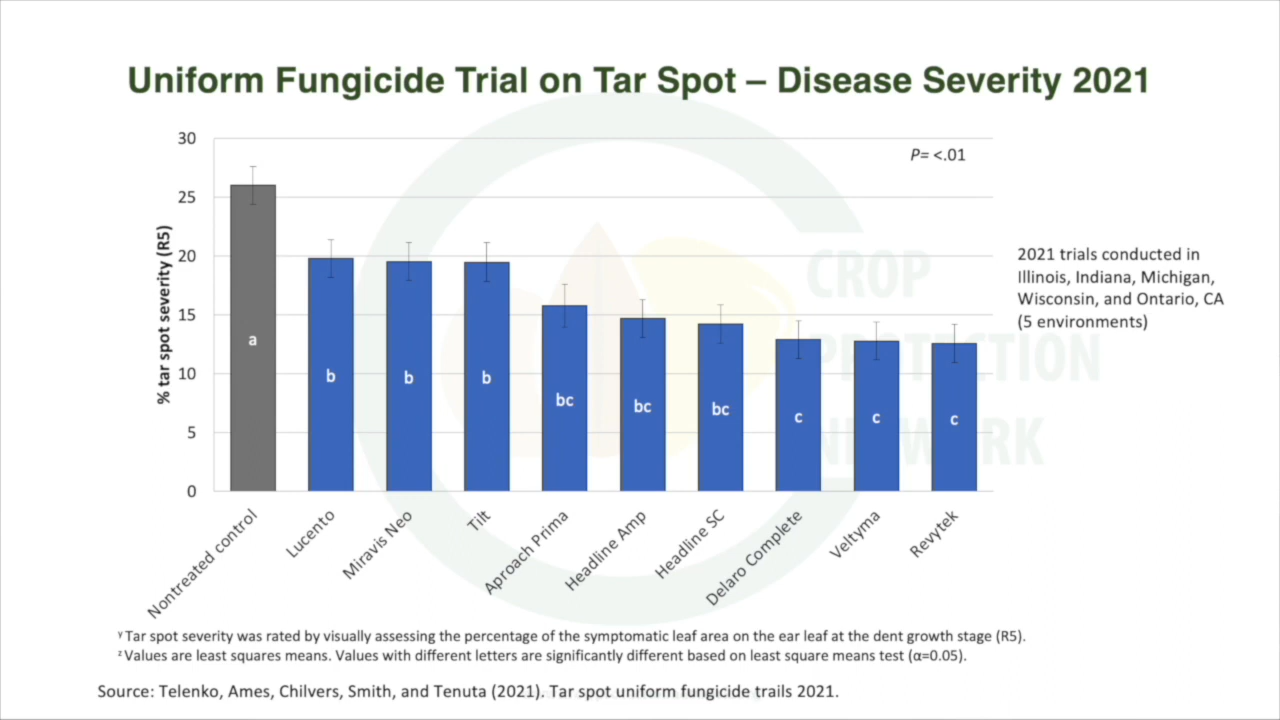 Uniform Fungicide Trial on Tar Spot – Disease Severity 2021
% tar spot severity (R5)
30
25
20
15
10
5
0
P= <.01
a
b
b
b
bc
bc
bc
c
c
c
Nontreated control
Lucento
Miravis Neo
Tilt
Aproach Prima
Headline Amp
Headline SC
Delaro Complete
Veltyma
Revytek
2021 trials conducted in
Illinois, Indiana, Michigan,
Wisconsin, and Ontario, CA
(5 environments)
CROP
PROTECTION
NETWORK
ʸ Tar spot severity was rated by visually assessing the percentage of the symptomatic leaf area on the ear leaf at the dent growth stage (R5).
ᶻ Values are least squares means. Values with different letters are significantly different based on least square means test (α=0.05).
Source: Telenko, Ames, Chilvers, Smith, and Tenuta (2021). Tar spot uniform fungicide trails 2021.